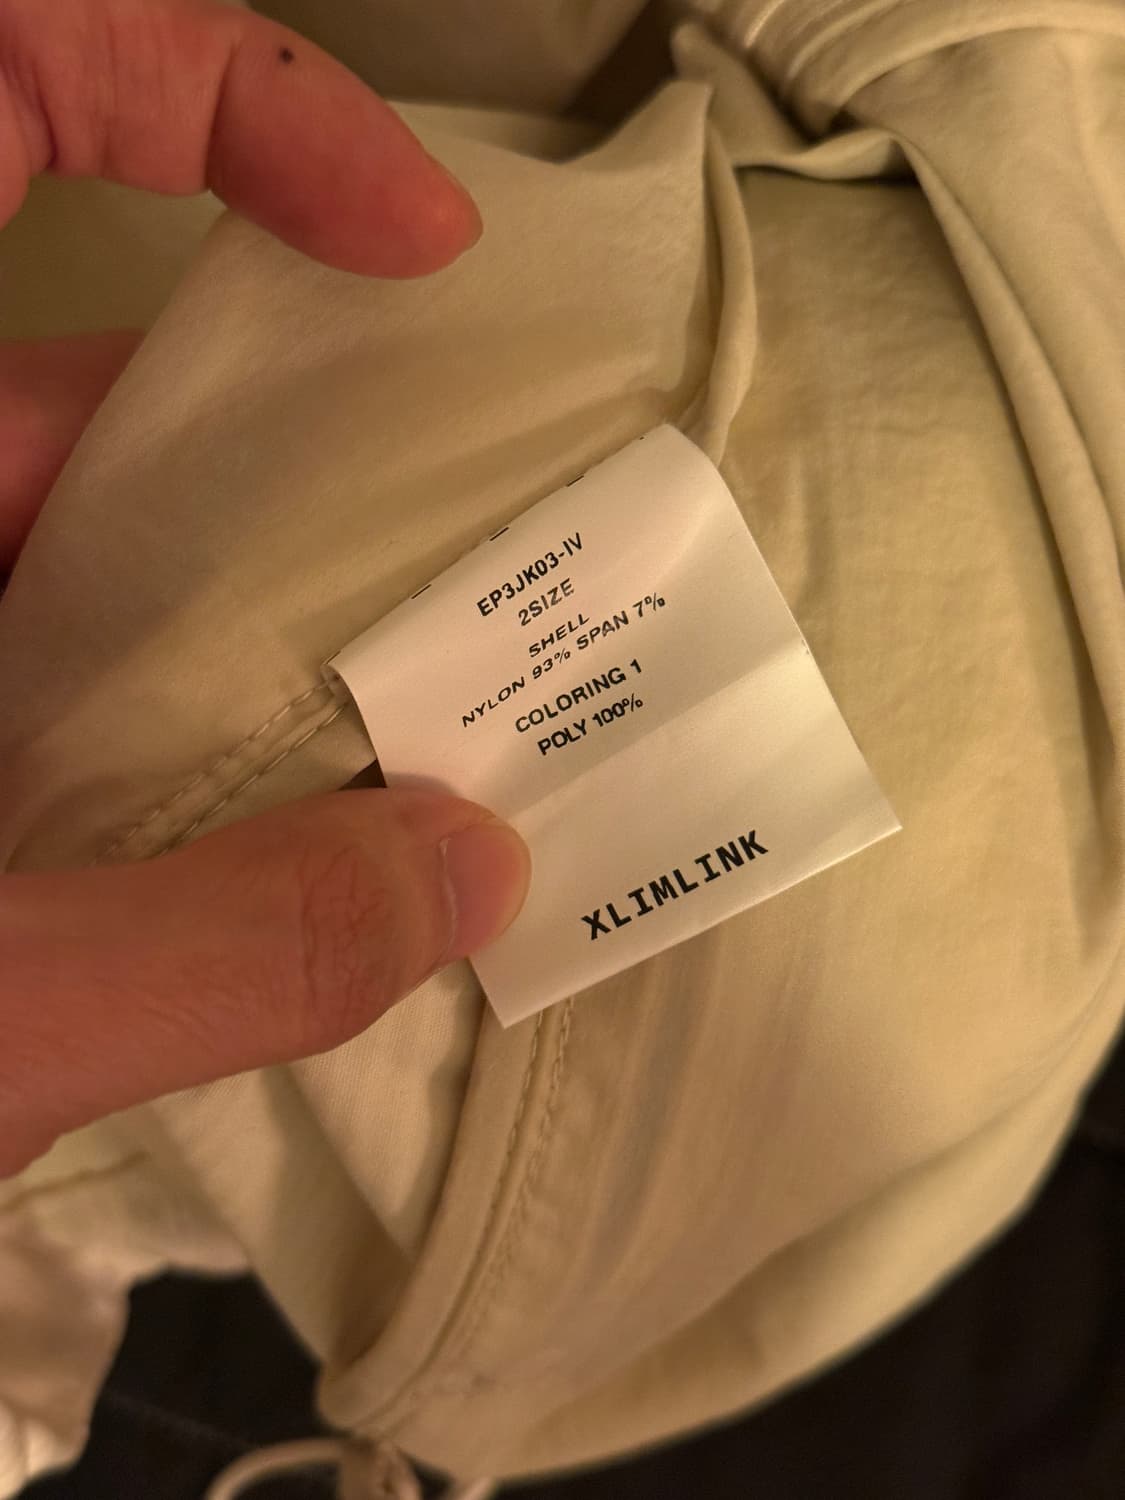 EP3JK03-IV
2SIZE
SHELL
NYLON 93% SPAN 7%
COLORING 1
POLY 100%
XLIMLINK